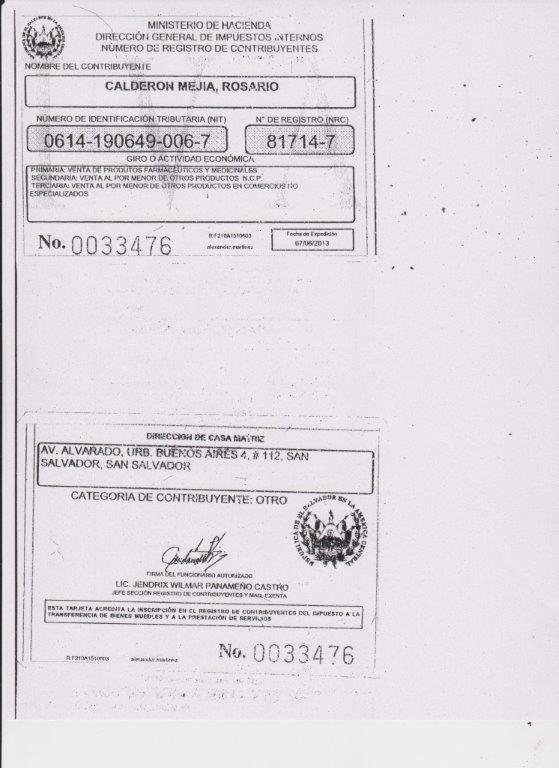 MINISTERIO DE HACIENDA
DIRECCIÓN GENERAL DE IMPUESTOS INTERNOS
NÚMERO DE REGISTRO DE CONTRIBUYENTES
NOMBRE DEL CONTRIBUYENTE
CALDERON MEJIA, ROSARIO
NÚMERO DE IDENTIFICACIÓN TRIBUTARIA (NIT) N° DE REGISTRO (NRC)
0614-190649-006-7 81714-7
GIRO O ACTIVIDAD ECONÓMICA
PRIMARIA: VENTA DE PRODUTOS FARMACEUTICOS Y MEDICINALES
SECUNDARIA: VENTA AL POR MENOR DE OTROS PRODUCTOS N.C.P.
TERCIARIA: VENTA AL POR MENOR DE OTROS PRODUCTOS EN COMERCIOS NO
ESPECIALIZADOS
No. 0033476
R F210A1510603
alexander.martinez
Fecha de Expedición
07/06/2013
DIRECCION DE CASA MATRIZ
AV. ALVARADO, URB. BUENOS AIRES 4, # 112, SAN
SALVADOR, SAN SALVADOR
CATEGORIA DE CONTRIBUYENTE: OTRO
REPUBLICA DE EL SALVADOR EN LA AMERICA CENTRAL
FIRMA DEL FUNCIONARIO AUTORIZADO
LIC. JENDRIX WILMAR PANAMEÑO CASTRO
JEFE SECCIÓN REGISTRO DE CONTRIBUYENTES Y MAQ. EXENTA
ESTA TARJETA ACREDITA LA INSCRIPCIÓN EN EL REGISTRO DE CONTRIBUYENTES DEL IMPUESTO A LA
TRANSFERENCIA DE BIENES MUEBLES Y A LA PRESTACIÓN DE SERVICIOS
R F210A1510603 alexander.martinez No. 0033476